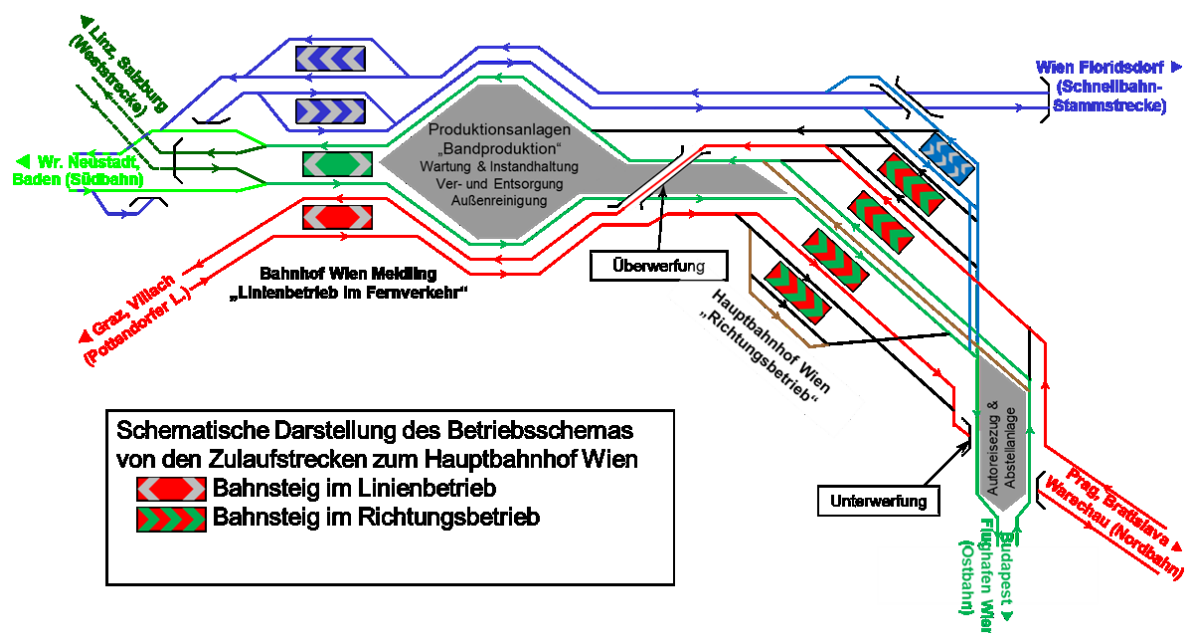 ◄ Linz, Salzburg
(Weststrecke)
◄ Wr. Neustadt,
Baden (Südbahn)
◄ Graz, Villach
(Pottendorfer L.)
Produktionsanlagen
„Bandproduktion“
Wartung & Instandhaltung
Ver- und Entsorgung
Außenreinigung
Wien Floridsdorf ►
(Schnellbahn-
Stammstrecke)
Bahnhof Wien Meidling
„Linienbetrieb im Fernverkehr“
Überwerfung
Hauptbahnhof Wien
„Richtungsbetrieb“
Unterwerfung
Autoreisezug &
Abstellanlage
Prag, Bratislava
Warschau (Nordbahn) ►
Budapest ►
Flughafen Wien
(Ostbahn)
Schematische Darstellung des Betriebsschemas
von den Zulaufstrecken zum Hauptbahnhof Wien
Bahnsteig im Linienbetrieb
Bahnsteig im Richtungsbetrieb